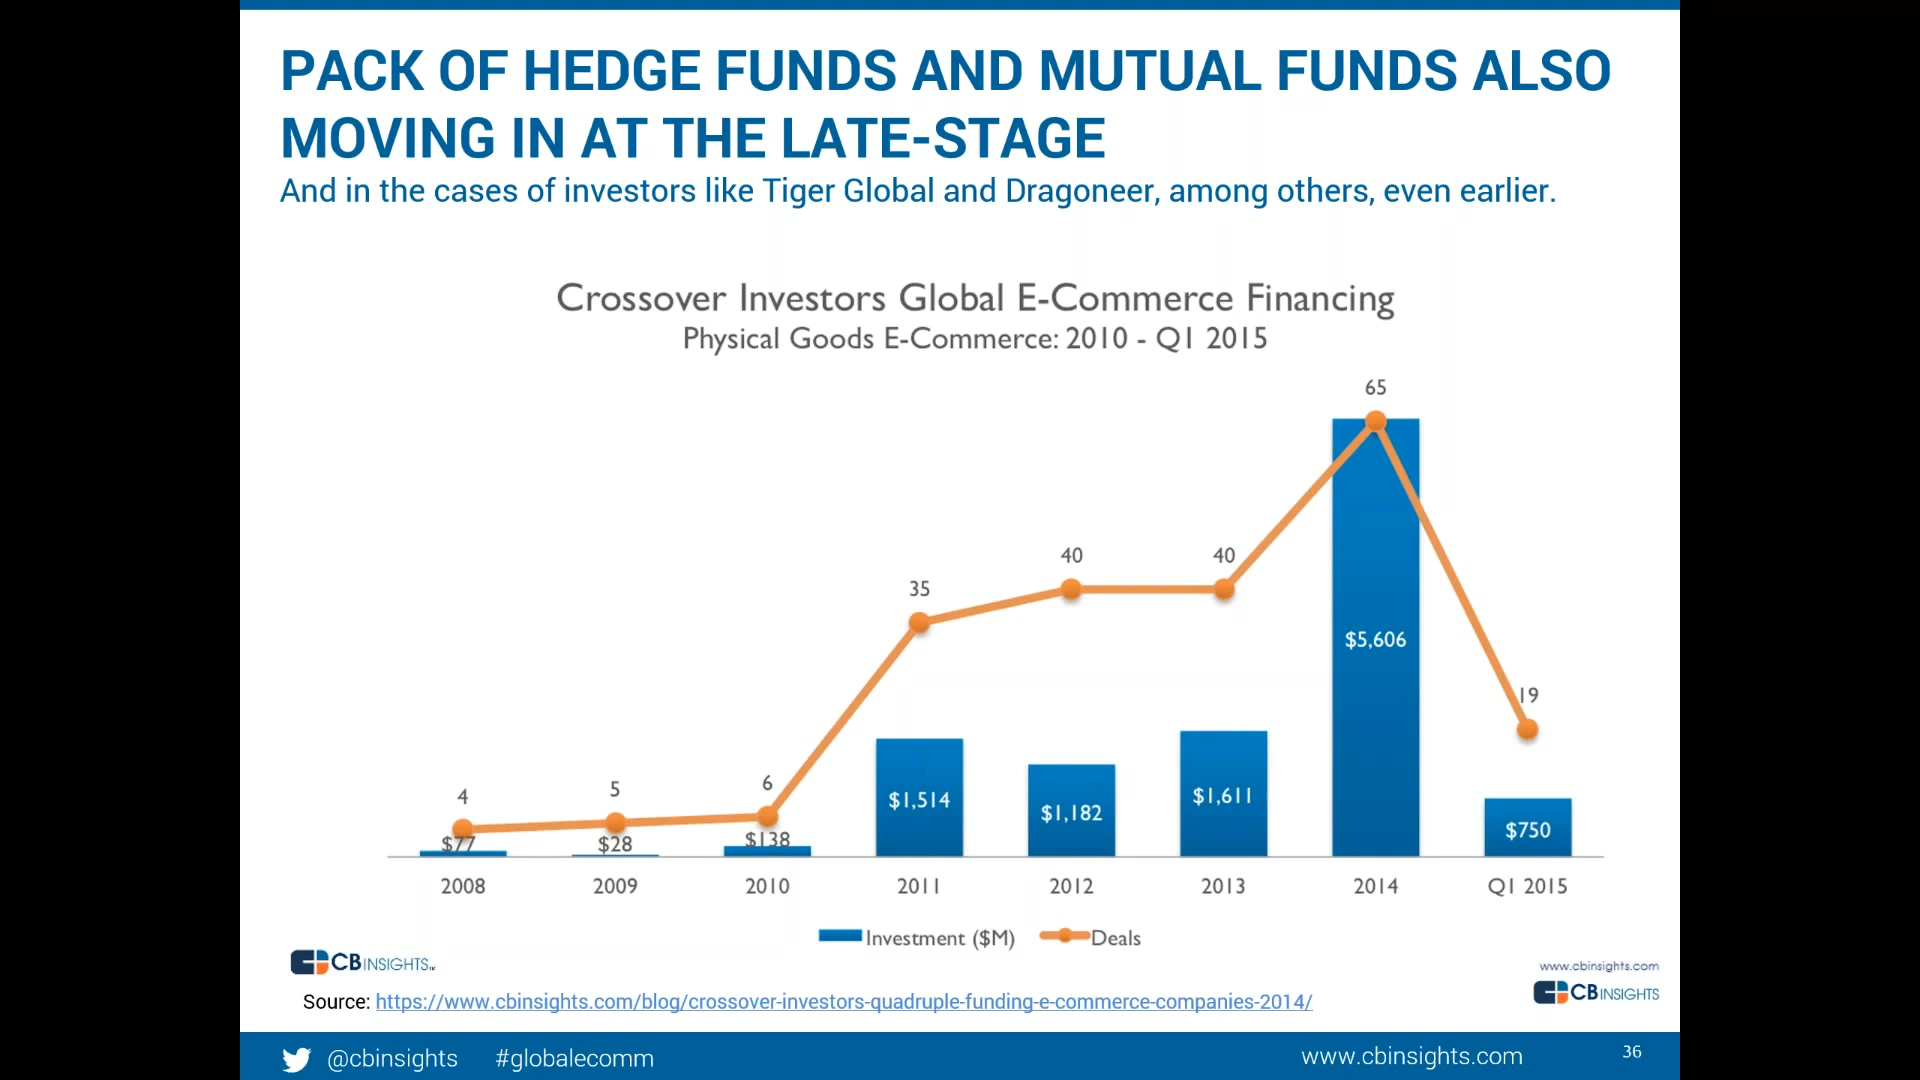 PACK OF HEDGE FUNDS AND MUTUAL FUNDS ALSO
MOVING IN AT THE LATE-STAGE
And in the cases of investors like Tiger Global and Dragoneer, among others, even earlier.
Crossover Investors Global E-Commerce Financing
Physical Goods E-Commerce: 2010 - Q1 2015
65
40
40
35
$5,606
19
6
5
4
$1,514
$1,182
$1,611
$750
$77
$28
$138
2008
2009
2010
2011
2012
2013
2014
Q1 2015
Investment ($M)
Deals
CBINSIGHTS
www.cbinsights.com
CBINSIGHTS
Source: https://www.cbinsights.com/blog/crossover-investors-quadruple-funding-e-commerce-companies-2014/
@cbinsights
#globalecomm
www.cbinsights.com
36